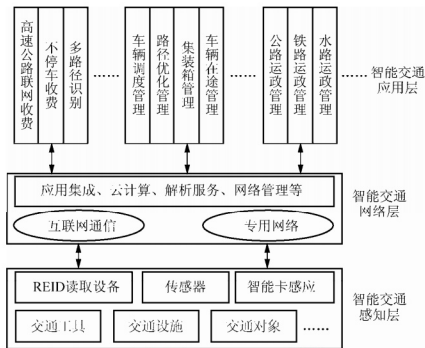 高速公路联网收费
不停车收费
多路径识别
……
车辆调度管理
路径优化管理
集装箱管理
车辆在途管理
……
公路运政管理
铁路运政管理
水路运政管理
……
智能交通
应用层
应用集成、云计算、解析服务、网络管理等
互联网通信
专用网络
智能交通
网络层
REID读取设备
传感器
智能卡感应
交通工具
交通设施
交通对象
……
智能交通
感知层